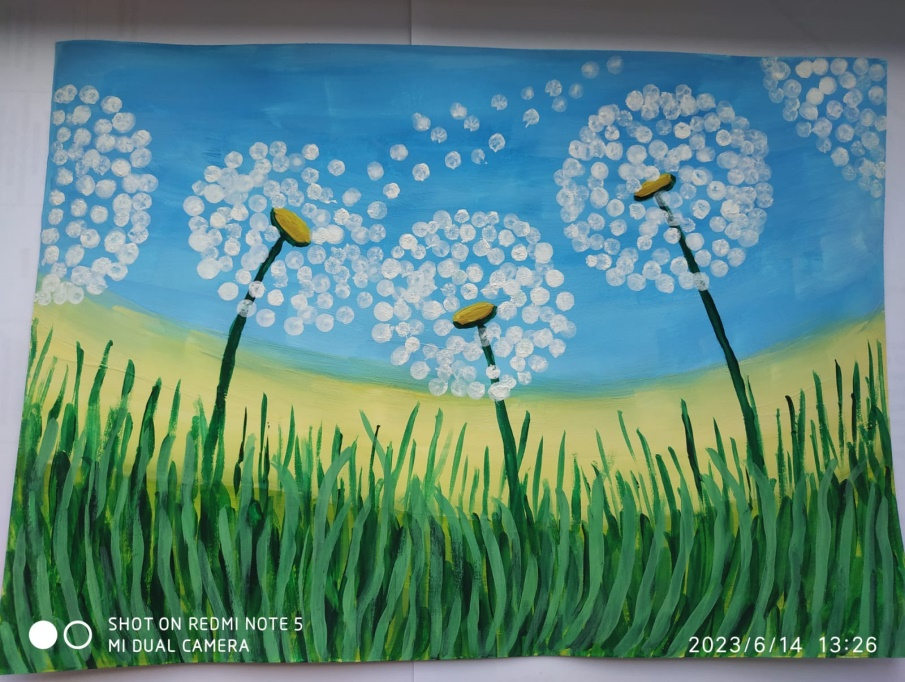 SHOT ON REDMI NOTE 5
MI DUAL CAMERA
2023/6/14 13:26